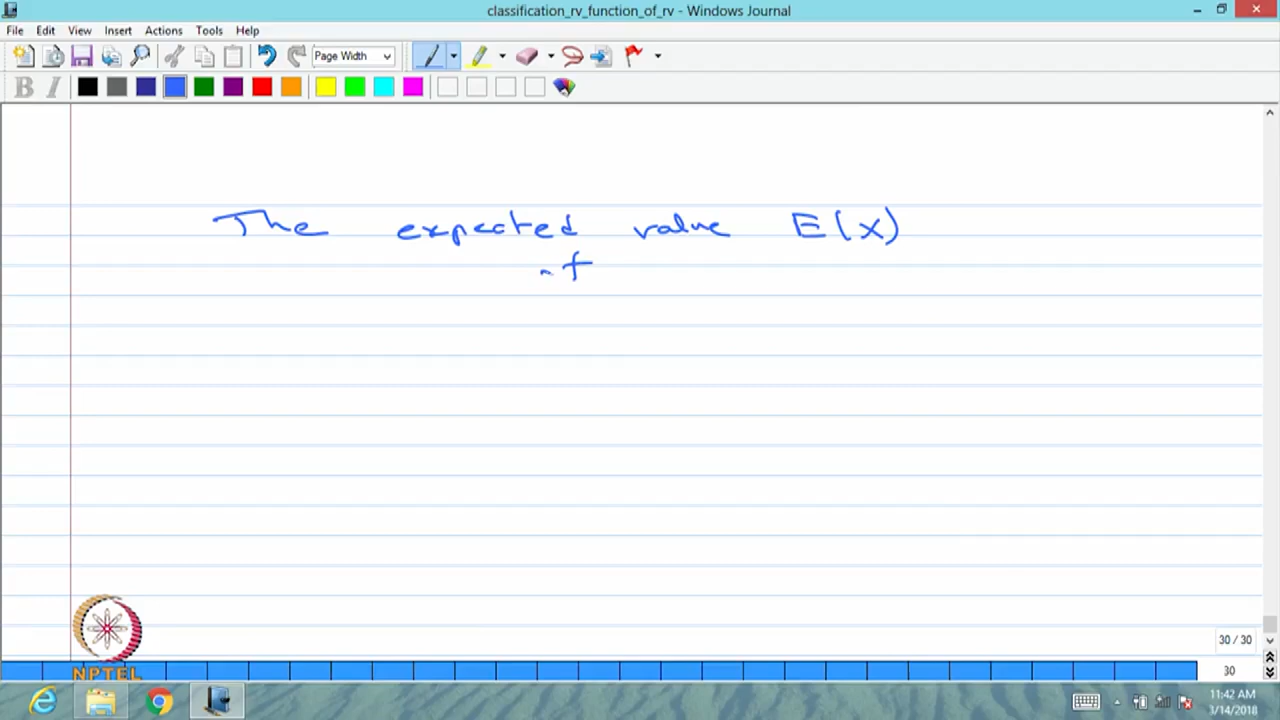 classification_rv_function_of_rv - Windows Journal
File Edit View Insert Actions Tools Help
Page Width
B I
The expected value E(x)
of
30 / 30
NPTEL
30
11:42 AM
3/14/2018